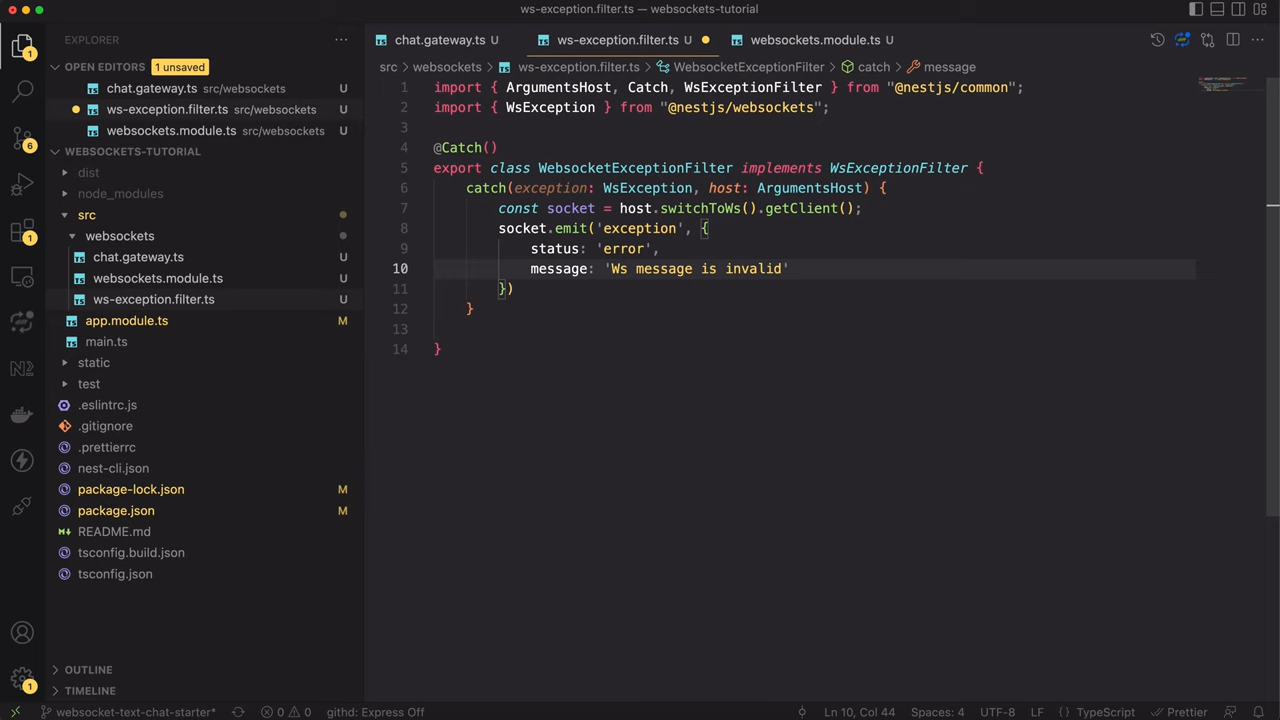 ws-exception.filter.ts — websockets-tutorial
EXPLORER
OPEN EDITORS 1 unsaved
chat.gateway.ts src/websockets U
ws-exception.filter.ts src/websockets U
websockets.module.ts src/websockets U
WEBSOCKETS-TUTORIAL
dist
node_modules
src
websockets
chat.gateway.ts U
websockets.module.ts U
ws-exception.filter.ts U
app.module.ts M
main.ts U
static
test
.eslintrc.js
.gitignore
.prettierrc
nest-cli.json
package-lock.json M
package.json M
README.md
tsconfig.build.json
tsconfig.json
OUTLINE
TIMELINE
1
6
1
1
chat.gateway.ts U ws-exception.filter.ts U websockets.module.ts U
src > websockets > ws-exception.filter.ts > WebsocketExceptionFilter > catch > message
1 import { ArgumentsHost, Catch, WsExceptionFilter } from "@nestjs/common";
2 import { WsException } from "@nestjs/websockets";
3
4 @Catch()
5 export class WebsocketExceptionFilter implements WsExceptionFilter {
6 catch(exception: WsException, host: ArgumentsHost) {
7 const socket = host.switchToWs().getClient();
8 socket.emit('exception', {
9 status: 'error',
10 message: 'Ws message is invalid'
11 })
12 }
13
14 }
websocket-text-chat-starter* 0 0 githd: Express Off Ln 10, Col 44 Spaces: 4 UTF-8 LF { } TypeScript Prettier